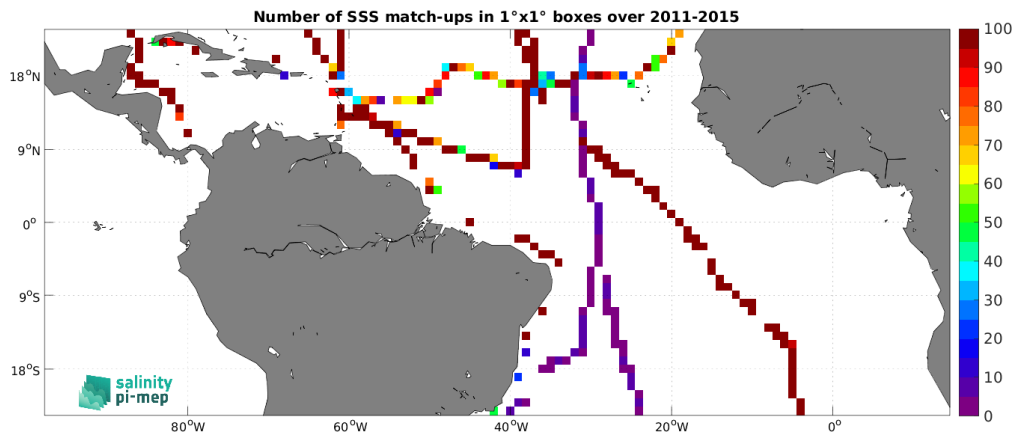 Number of SSS match-ups in 1°x1° boxes over 2011-2015
100
90
80
70
60
50
40
30
20
10
0
18°N
9°N
0°
9°S
18°S
80°W
60°W
40°W
20°W
0°
salinity
pi-mep